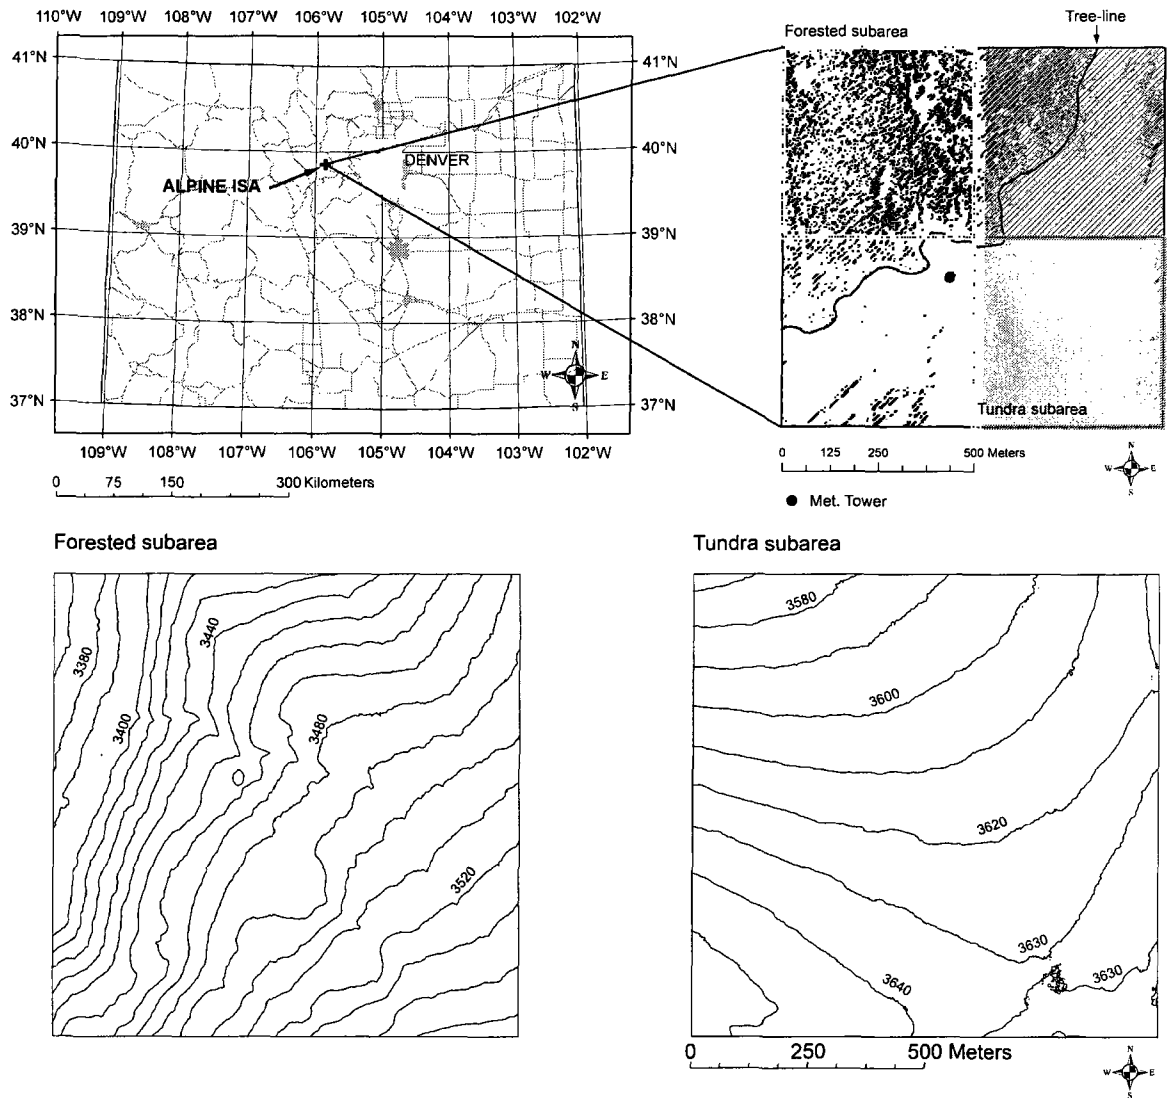 110°W 109°W 108°W 107°W 106°W 105°W 104°W 103°W 102°W
41°N 41°N
40°N 40°N
39°N 39°N
38°N 38°N
37°N 37°N
DENVER
ALPINE ISA
N
W E
S
109°W 108°W 107°W 106°W 105°W 104°W 103°W 102°W
0 75 150 300 Kilometers
Tree-line
Forested subarea
Tundra subarea
0 125 250 500 Meters
N
W E
S
Met. Tower
Forested subarea
3380
3400
3440
3480
3520
Tundra subarea
3580
3600
3620
3630
3630
3640
0 250 500 Meters
N
W E
S